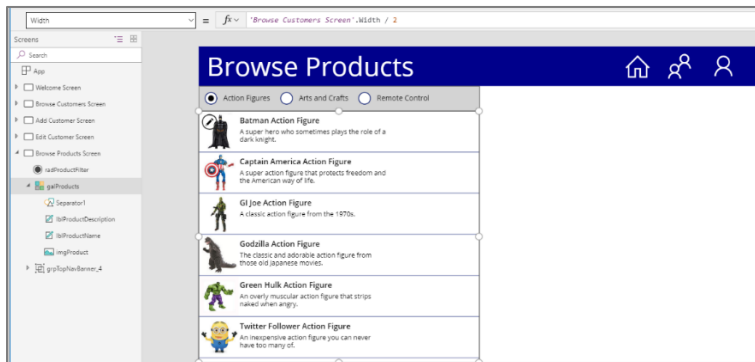 Width = fx 'Browse Customers Screen'.Width / 2
Screens
Search
App
Welcome Screen
Browse Customers Screen
Add Customer Screen
Edit Customer Screen
Browse Products Screen
radProductFilter
galProducts
Separator1
lblProductDescription
lblProductName
imgProduct
grpTopNavBanner_4
Browse Products
Action Figures Arts and Crafts Remote Control
Batman Action Figure
A super hero who sometimes plays the role of a
dark knight.
Captain America Action Figure
A super action figure that protects freedom and
the American way of life.
GI Joe Action Figure
A classic action figure from the 1970s.
Godzilla Action Figure
The classic and adorable action figure from
those old Japanese movies.
Green Hulk Action Figure
An overly muscular action figure that strips
naked when angry.
Twitter Follower Action Figure
An inexpensive action figure you can never
have too many of.